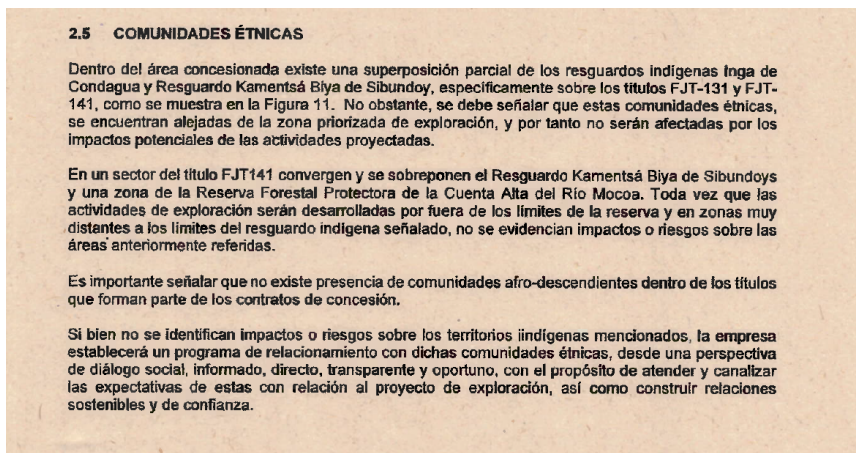 2.5 COMUNIDADES ÉTNICAS
Dentro del área concesionada existe una superposición parcial de los resguardos indígenas Inga de
Condagua y Resguardo Kamentsá Biya de Sibundoy, específicamente sobre los títulos FJT-131 y FJT-
141, como se muestra en la Figura 11. No obstante, se debe señalar que estas comunidades étnicas,
se encuentran alejadas de la zona priorizada de exploración, y por tanto no serán afectadas por los
impactos potenciales de las actividades proyectadas.
En un sector del título FJT141 convergen y se sobreponen el Resguardo Kamentsá Biya de Sibundoys
y una zona de la Reserva Forestal Protectora de la Cuenta Alta del Río Mocoa. Toda vez que las
actividades de exploración serán desarrolladas por fuera de los límites de la reserva y en zonas muy
distantes a los límites del resguardo indígena señalado, no se evidencian impactos o riesgos sobre las
áreas anteriormente referidas.
Es importante señalar que no existe presencia de comunidades afro-descendientes dentro de los títulos
que forman parte de los contratos de concesión.
Si bien no se identifican impactos o riesgos sobre los territorios iindígenas mencionados, la empresa
establecerá un programa de relacionamiento con dichas comunidades étnicas, desde una perspectiva
de diálogo social, informado, directo, transparente y oportuno, con el propósito de atender y canalizar
las expectativas de estas con relación al proyecto de exploración, así como construir relaciones
sostenibles y de confianza.